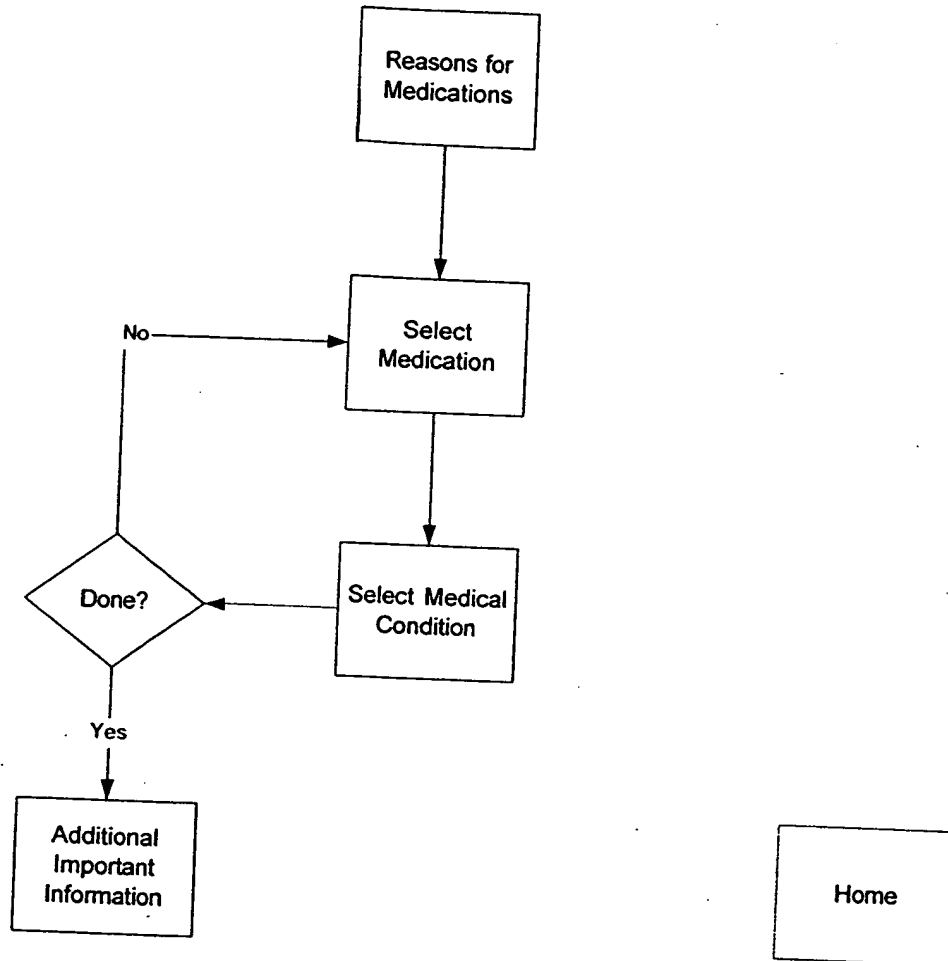 Reasons for
Medications
Select
Medication
No
Select Medical
Condition
Done?
Yes
Additional
Important
Information
Home